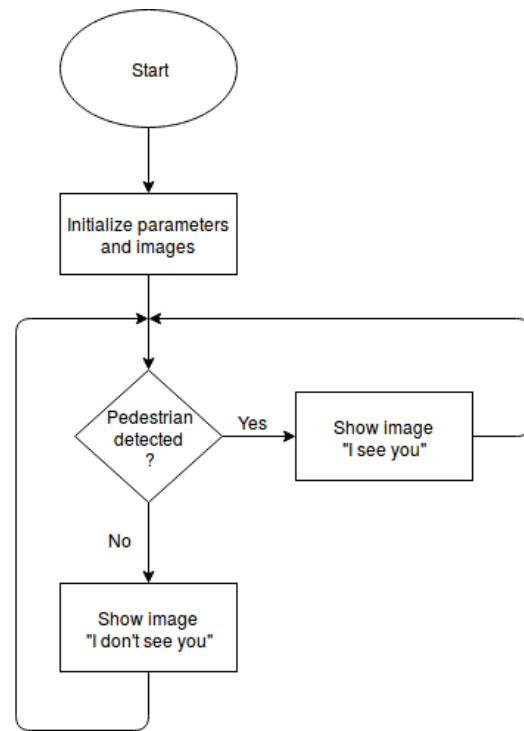 Start
Initialize parameters
and images
Pedestrian
detected
?
Yes
Show image
"I see you"
No
Show image
"I don't see you"